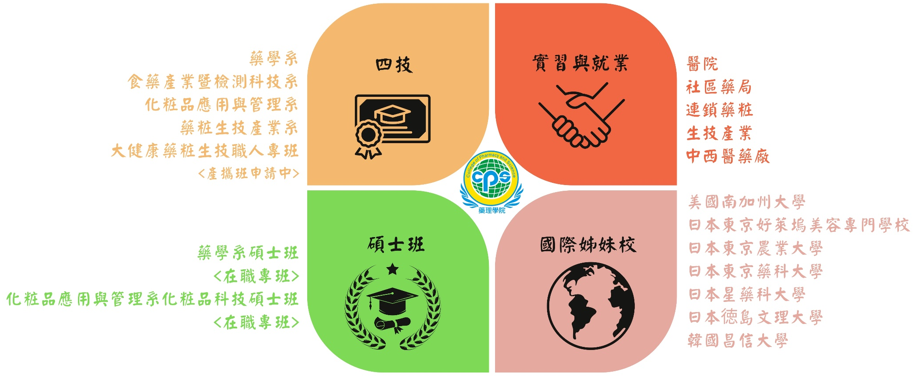 四技
藥學系
食藥產業暨檢測科技系
化粧品應用與管理系
藥粧生技產業系
大健康藥粧生技職人專班
<產攜班申請中>
實習與就業
醫院
社區藥局
連鎖藥粧
生技產業
中西醫藥廠
cps
藥理學院
碩士班
藥學系碩士班
<在職專班>
化粧品應用與管理系化粧品科技碩士班
<在職專班>
國際姊妹校
美國南加州大學
日本東京好萊塢美容專門學校
日本東京農業大學
日本東京藥科大學
日本星藥科大學
日本徳島文理大學
韓國昌信大學